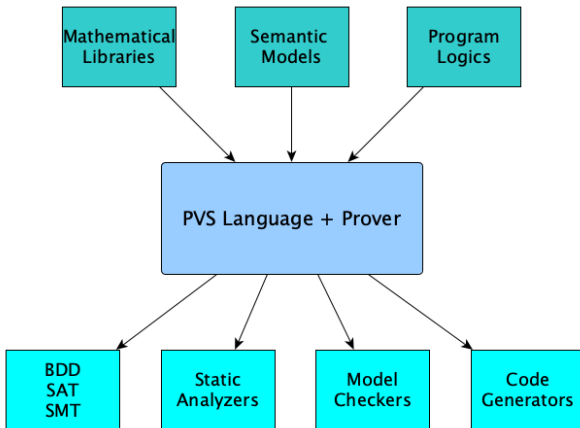 Mathematical
Libraries
Semantic
Models
Program
Logics
PVS Language + Prover
BDD
SAT
SMT
Static
Analyzers
Model
Checkers
Code
Generators